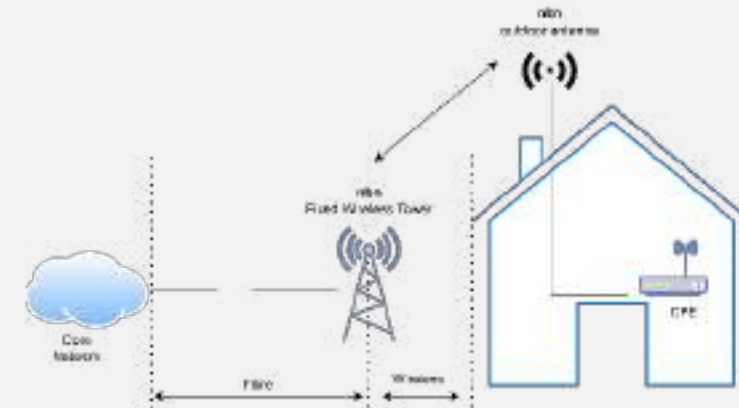 nbn
outdoor antenna
nbn
Fixed Wireless Tower
Core
Network
CPE
Fibre
Wireless